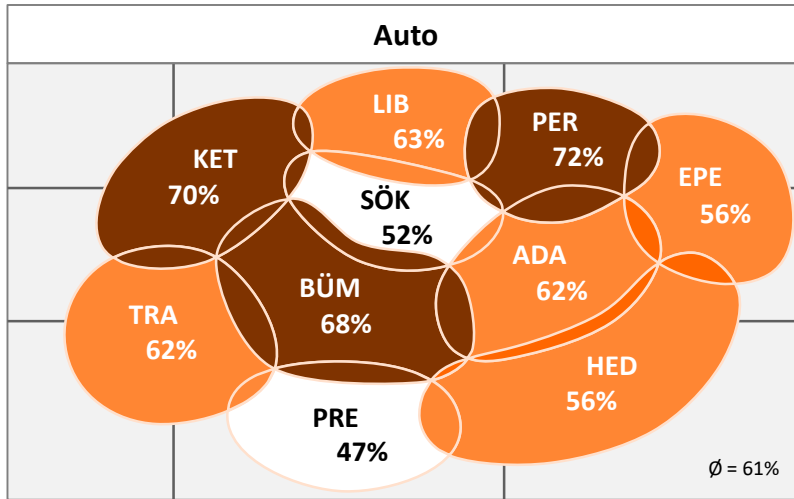 Auto
LIB
63%
PER
72%
KET
70%
EPE
56%
SÖK
52%
ADA
62%
BÜM
68%
TRA
62%
HED
56%
PRE
47%
Ø = 61%